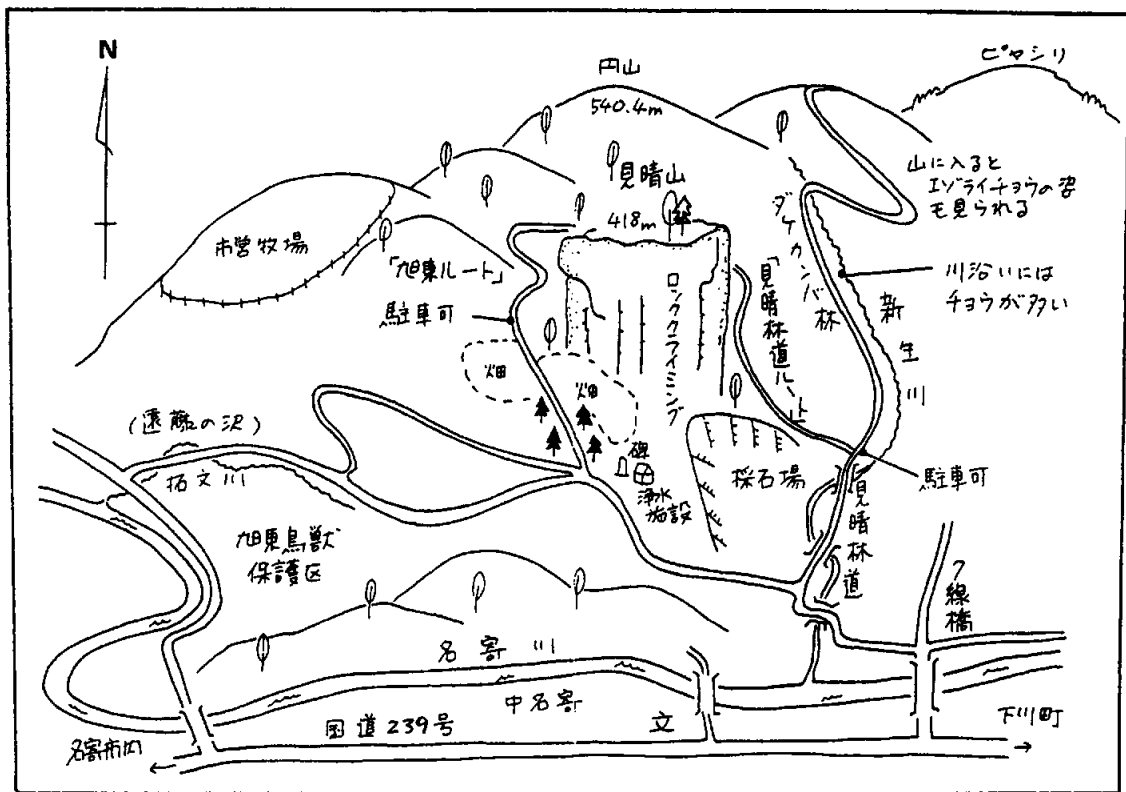 N
ピヤシリ
円山
540.4m
山に入ると
エゾライチョウの姿
も見られる
見晴山
418m
市営牧場
「旭東ルート」
駐車可
ダケカンバ林
川沿いには
チョウが多い
新生川
ロッククライミング
「見晴林道ルート」
畑
畑
(遠藤の沢)
拓文川
碑
浄水
施設
採石場
駐車可
見晴林道
旭東鳥獣
保護区
7線橋
名寄川
中名寄
国道239号
文
下川町
名寄市内